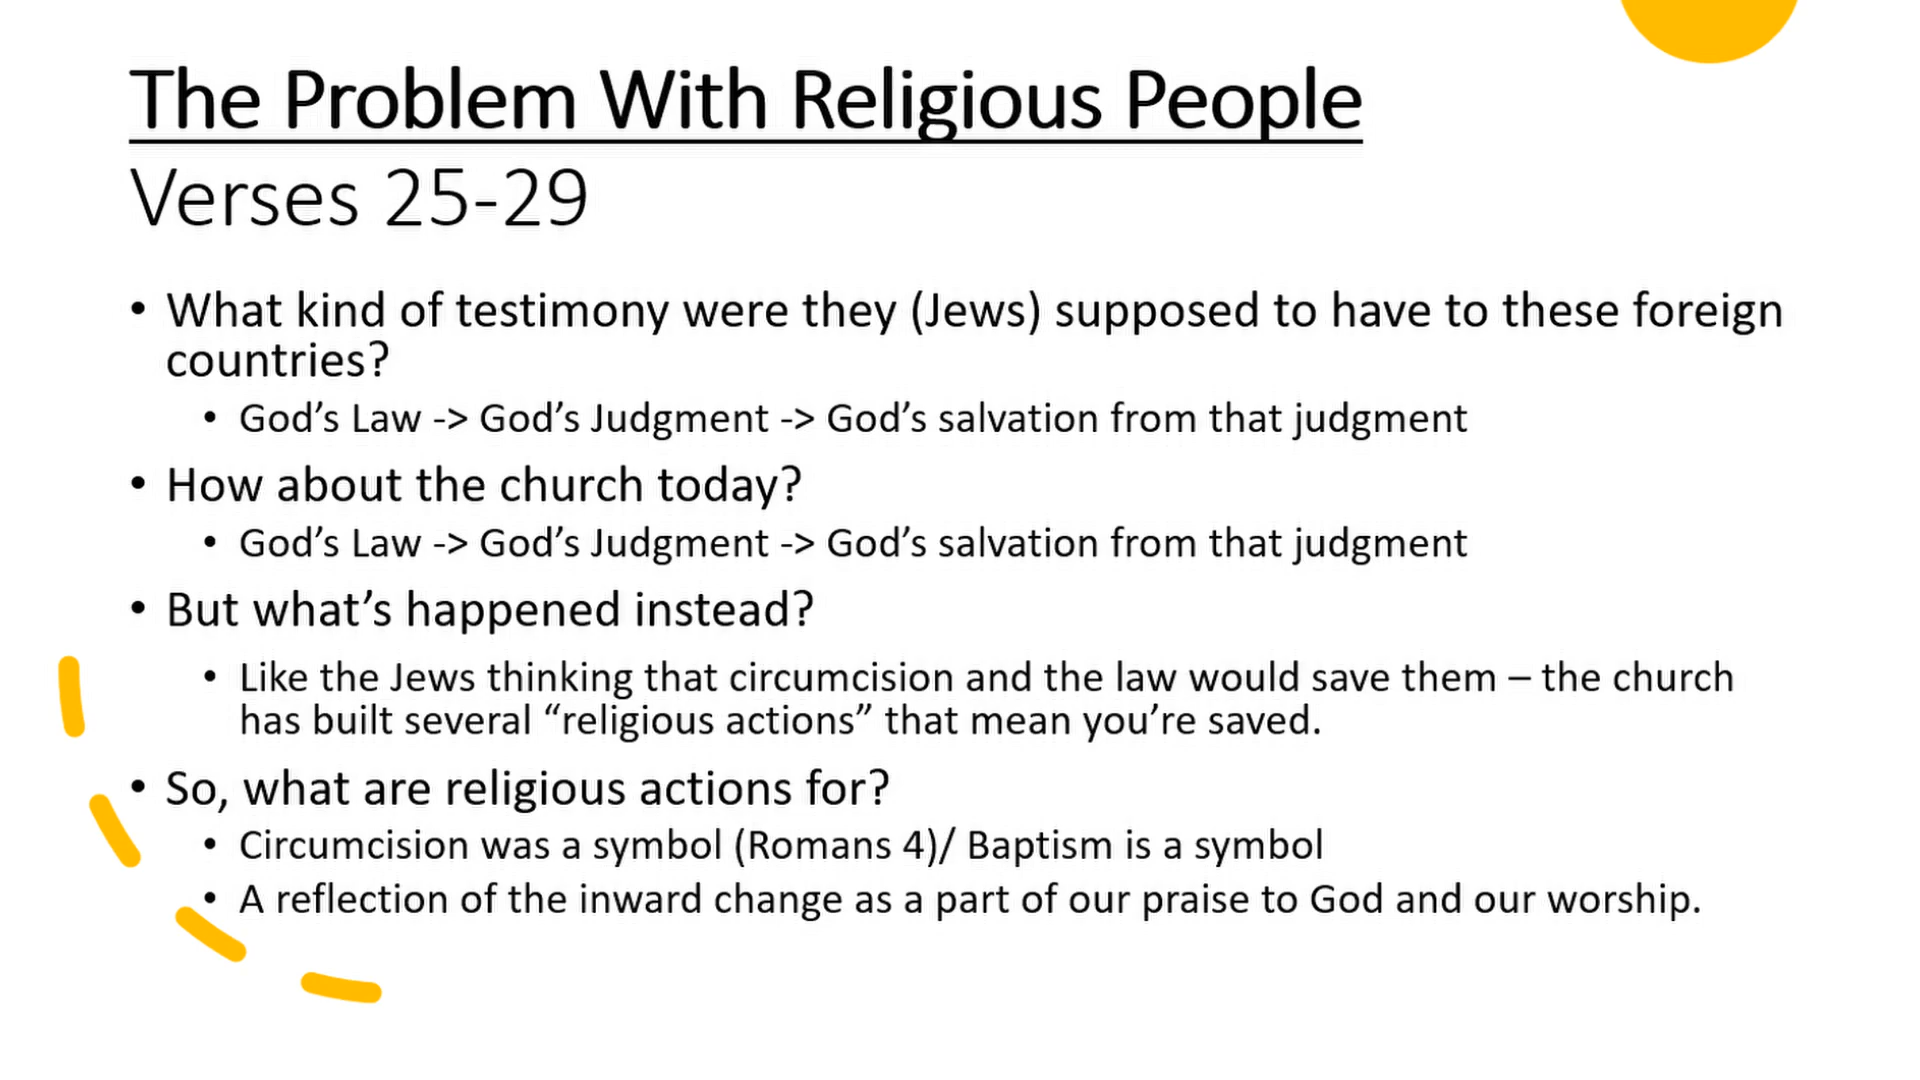 The Problem With Religious People
Verses 25-29
• What kind of testimony were they (Jews) supposed to have to these foreign
countries?
• God’s Law -> God’s Judgment -> God’s salvation from that judgment
• How about the church today?
• God’s Law -> God’s Judgment -> God’s salvation from that judgment
• But what’s happened instead?
• Like the Jews thinking that circumcision and the law would save them – the church
has built several “religious actions” that mean you’re saved.
• So, what are religious actions for?
• Circumcision was a symbol (Romans 4)/ Baptism is a symbol
• A reflection of the inward change as a part of our praise to God and our worship.